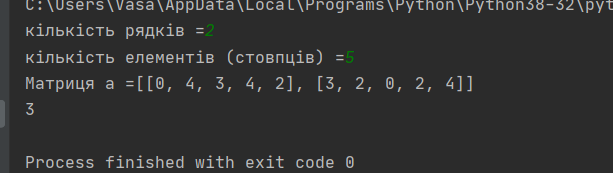 C:\Users\Vasa\AppData\Local\Programs\Python\Python38-32\pyt
кількість рядків =2
кількість елементів (стовпців) =5
Матриця a =[[0, 4, 3, 4, 2], [3, 2, 0, 2, 4]]
3
Process finished with exit code 0